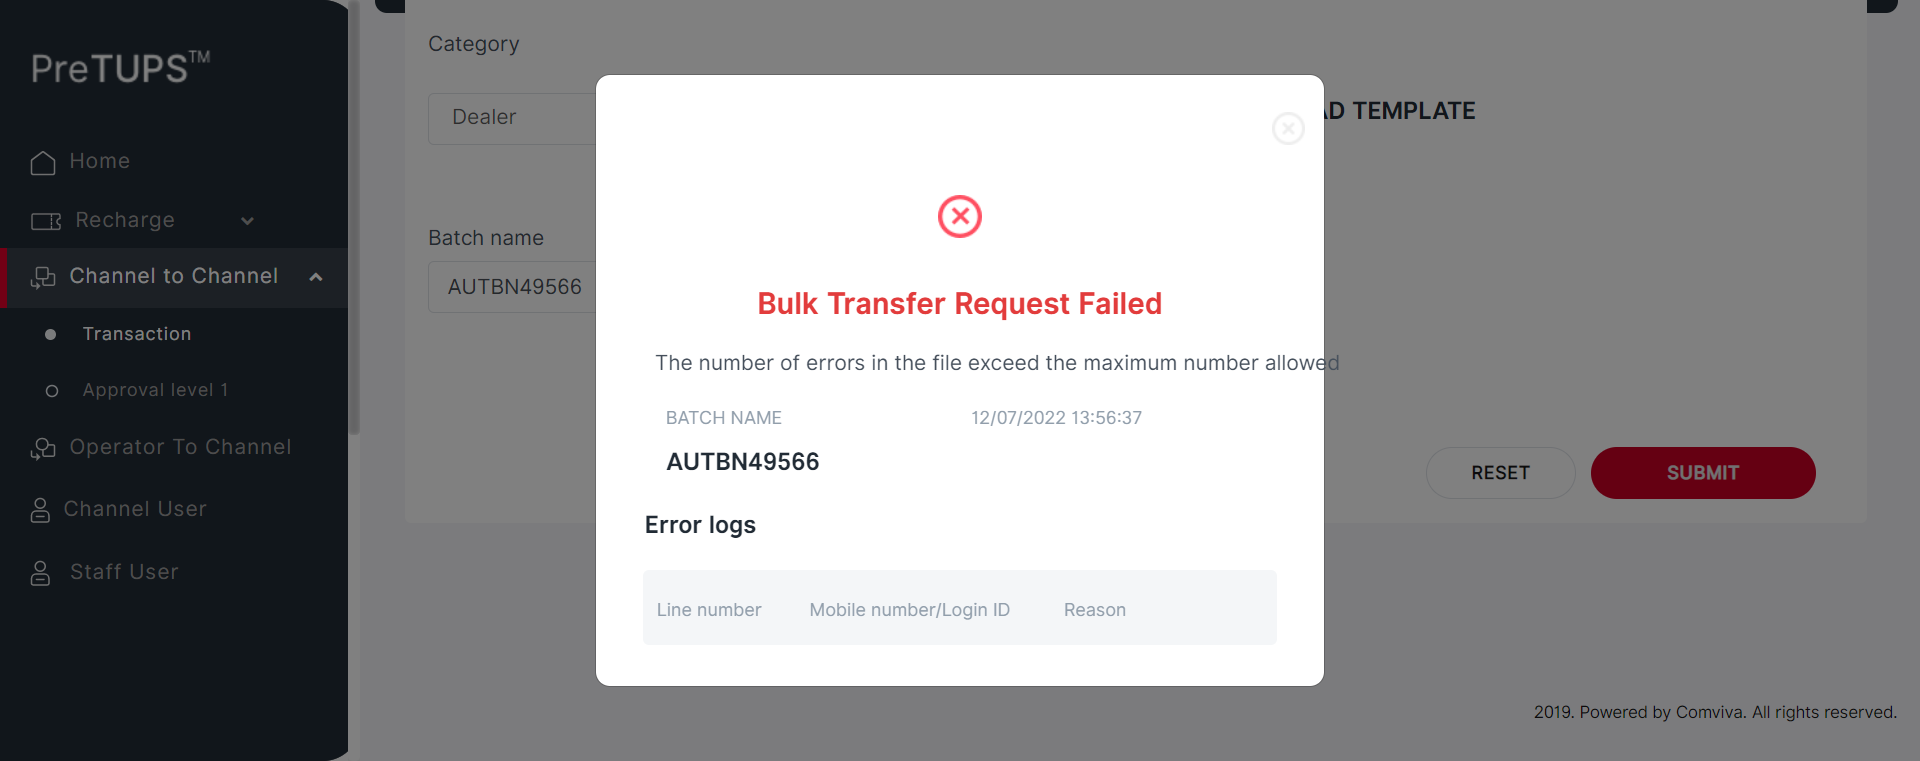 PreTUPS™
Home
Recharge
Channel to Channel
Transaction
Approval level 1
Operator To Channel
Channel User
Staff User
Category
Dealer
AD TEMPLATE
Batch name
AUTBN49566
Bulk Transfer Request Failed
The number of errors in the file exceed the maximum number allowed
BATCH NAME 12/07/2022 13:56:37
AUTBN49566
Error logs
Line number Mobile number/Login ID Reason
RESET SUBMIT
2019. Powered by Comviva. All rights reserved.